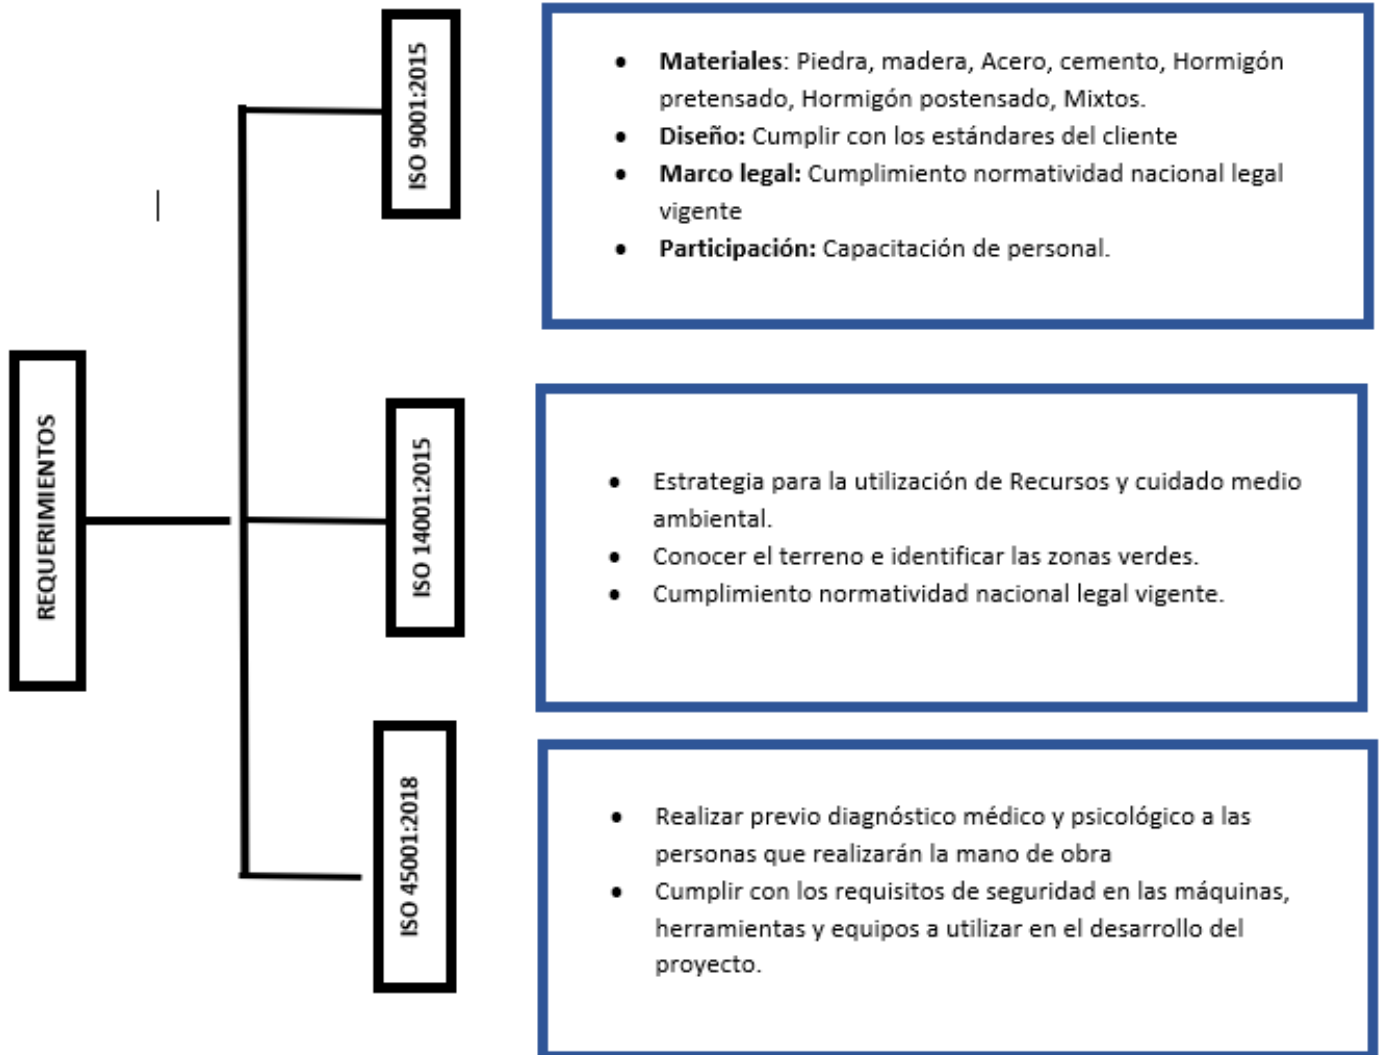 REQUERIMIENTOS
ISO 9001:2015
• Materiales: Piedra, madera, Acero, cemento, Hormigón
pretensado, Hormigón postensado, Mixtos.
• Diseño: Cumplir con los estándares del cliente
• Marco legal: Cumplimiento normatividad nacional legal
vigente
• Participación: Capacitación de personal.
ISO 14001:2015
• Estrategia para la utilización de Recursos y cuidado medio
ambiental.
• Conocer el terreno e identificar las zonas verdes.
• Cumplimiento normatividad nacional legal vigente.
ISO 45001:2018
• Realizar previo diagnóstico médico y psicológico a las
personas que realizarán la mano de obra
• Cumplir con los requisitos de seguridad en las máquinas,
herramientas y equipos a utilizar en el desarrollo del
proyecto.